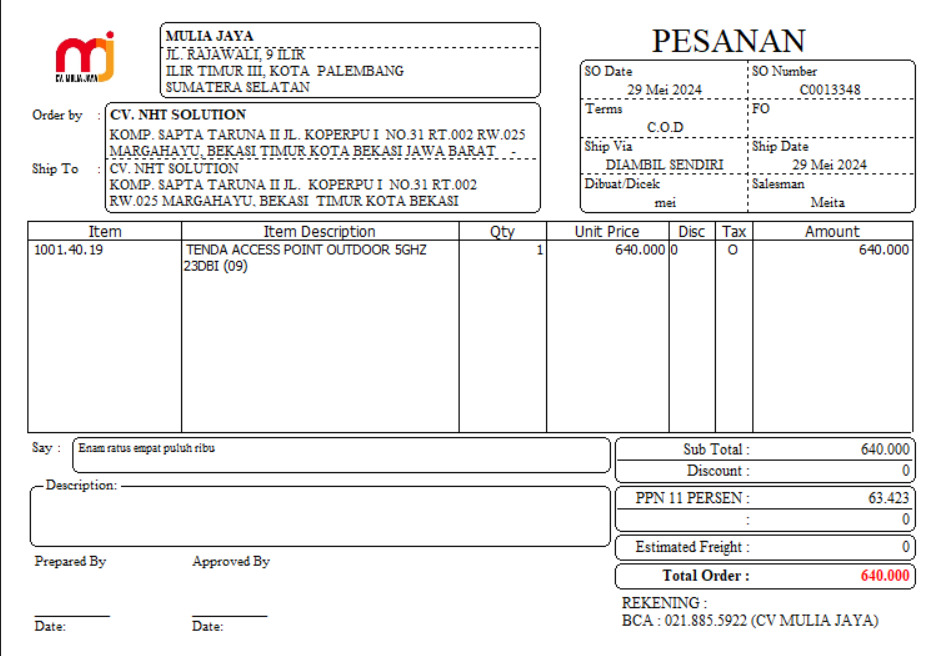 CV. MULIA JAYA
MULIA JAYA
JL. RAJAWALI, 9 ILIR
ILIR TIMUR III, KOTA PALEMBANG
SUMATERA SELATAN
PESANAN
SO Date
29 Mei 2024
SO Number
C0013348
Terms
C.O.D
FO
Ship Via
DIAMBIL SENDIRI
Ship Date
29 Mei 2024
Dibuat/Dicek
mei
Salesman
Meita
Order by :
CV. NHT SOLUTION
KOMP. SAPTA TARUNA II JL. KOPERPU I NO.31 RT.002 RW.025
MARGAHAYU, BEKASI TIMUR KOTA BEKASI JAWA BARAT -
Ship To :
CV. NHT SOLUTION
KOMP. SAPTA TARUNA II JL. KOPERPU I NO.31 RT.002
RW.025 MARGAHAYU, BEKASI TIMUR KOTA BEKASI
Item Item Description Qty Unit Price Disc Tax Amount
1001.40.19 TENDA ACCESS POINT OUTDOOR 5GHZ 1 640.000 0 O 640.000
23DBI (09)
Say : Enam ratus empat puluh ribu
Description:
Sub Total : 640.000
Discount : 0
PPN 11 PERSEN : 63.423
: 0
Estimated Freight : 0
Total Order : 640.000
Prepared By Approved By
Date: Date:
REKENING :
BCA : 021.885.5922 (CV MULIA JAYA)